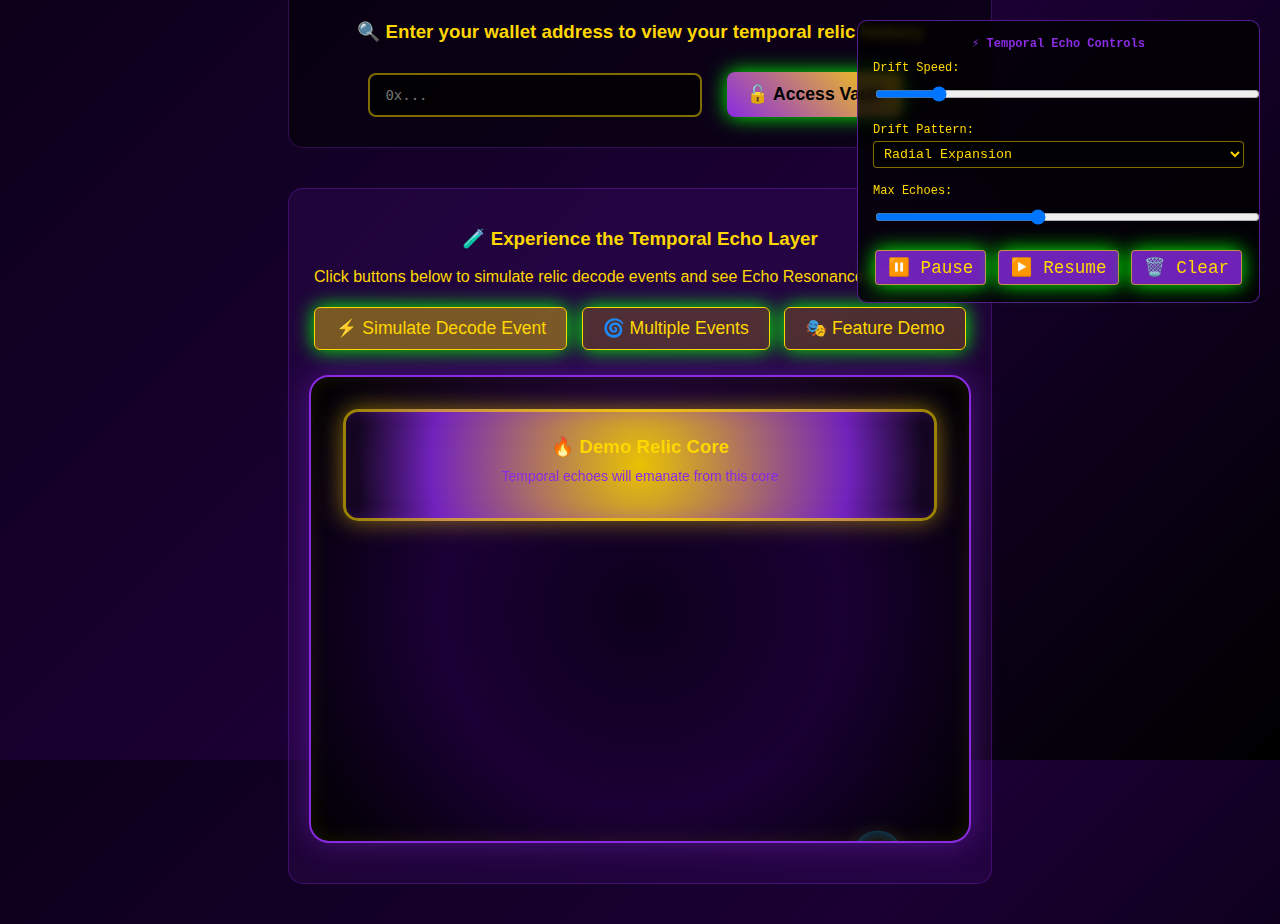 🔍 Enter your wallet address to view your temporal relic
0x...
🔓 Access Va
⚡ Temporal Echo Controls
Drift Speed:
Drift Pattern:
Radial Expansion
Max Echoes:
⏸️ Pause ▶️ Resume 🗑️ Clear
🧪 Experience the Temporal Echo Layer
Click buttons below to simulate relic decode events and see Echo Resonance
⚡ Simulate Decode Event 🌀 Multiple Events 🎭 Feature Demo
🔥 Demo Relic Core
Temporal echoes will emanate from this core